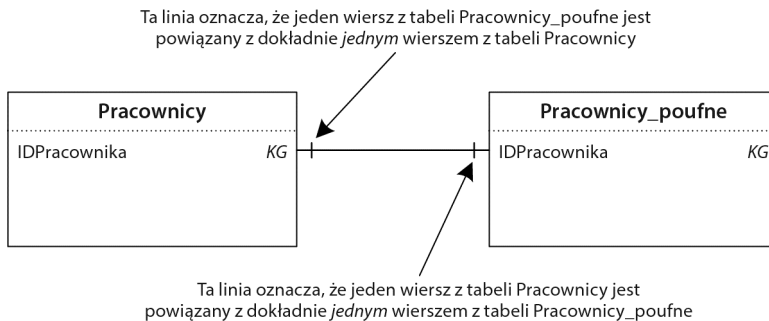 Ta linia oznacza, że jeden wiersz z tabeli Pracownicy_poufne jest
powiązany z dokładnie jednym wierszem z tabeli Pracownicy
Pracownicy
IDPracownika KG
Pracownicy_poufne
IDPracownika KG
Ta linia oznacza, że jeden wiersz z tabeli Pracownicy jest
powiązany z dokładnie jednym wierszem z tabeli Pracownicy_poufne